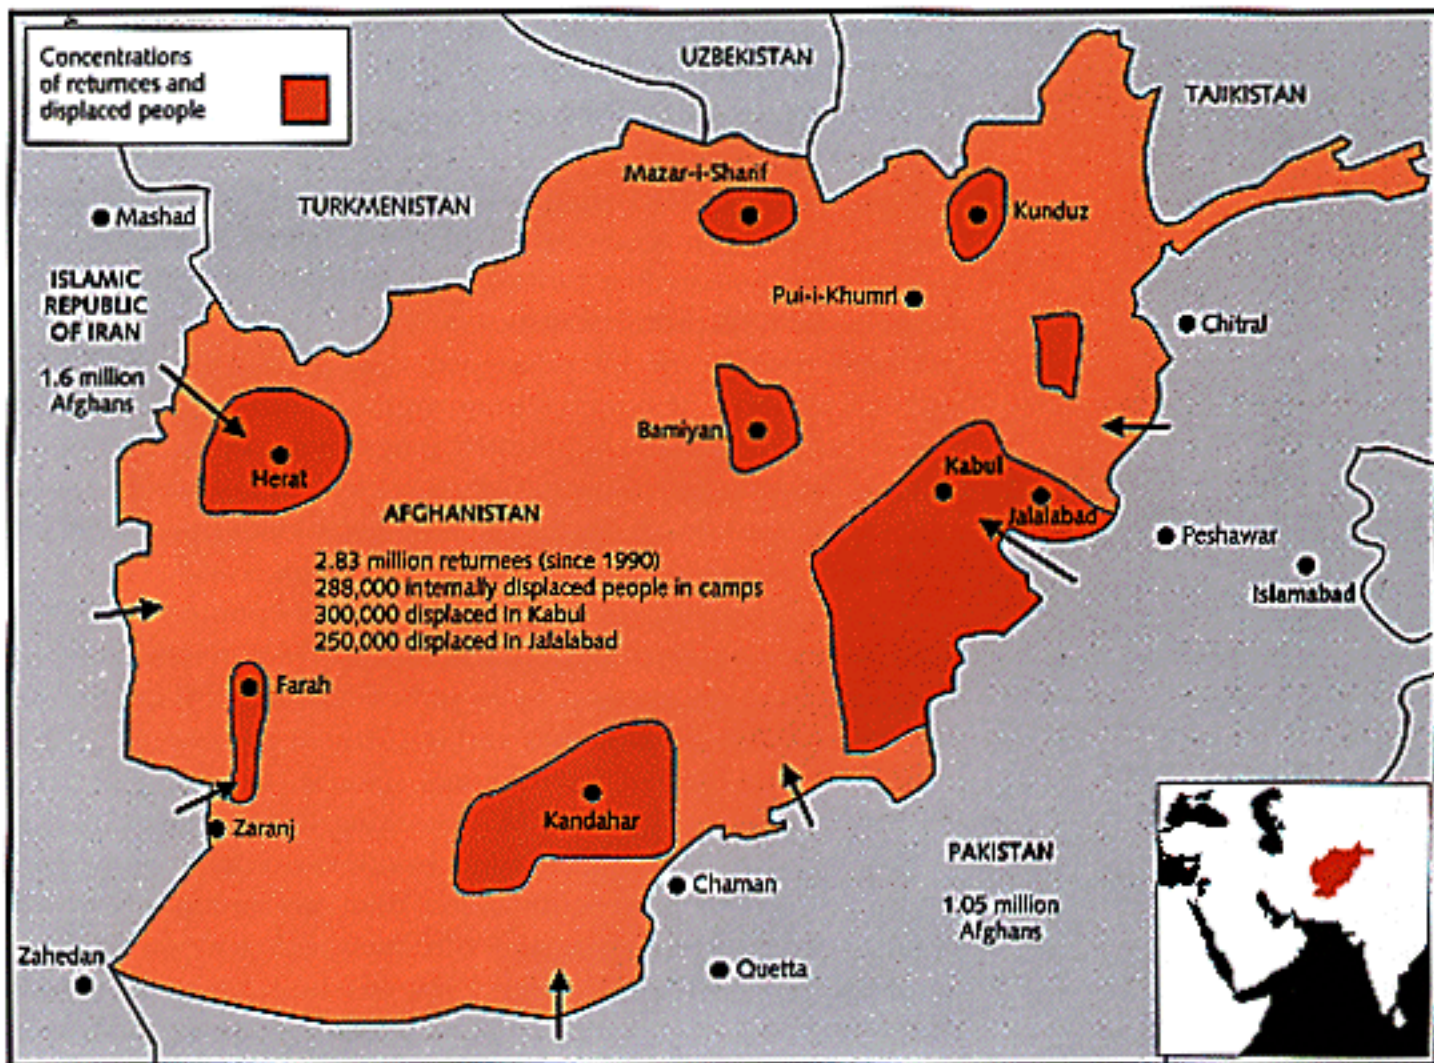 Concentrations
of returnees and
displaced people
UZBEKISTAN
TAJIKISTAN
TURKMENISTAN
Mashad
Mazar-i-Sharif
Kunduz
ISLAMIC
REPUBLIC
OF IRAN
1.6 million
Afghans
Pui-i-Khumri
Chitral
Bamiyan
Herat
Kabul
Jalalabad
AFGHANISTAN
2.83 million returnees (since 1990)
288,000 internally displaced people in camps
300,000 displaced in Kabul
250,000 displaced in Jalalabad
Peshawar
Islamabad
Farah
Zaranj
Kandahar
Chaman
PAKISTAN
1.05 million
Afghans
Zahedan
Quetta